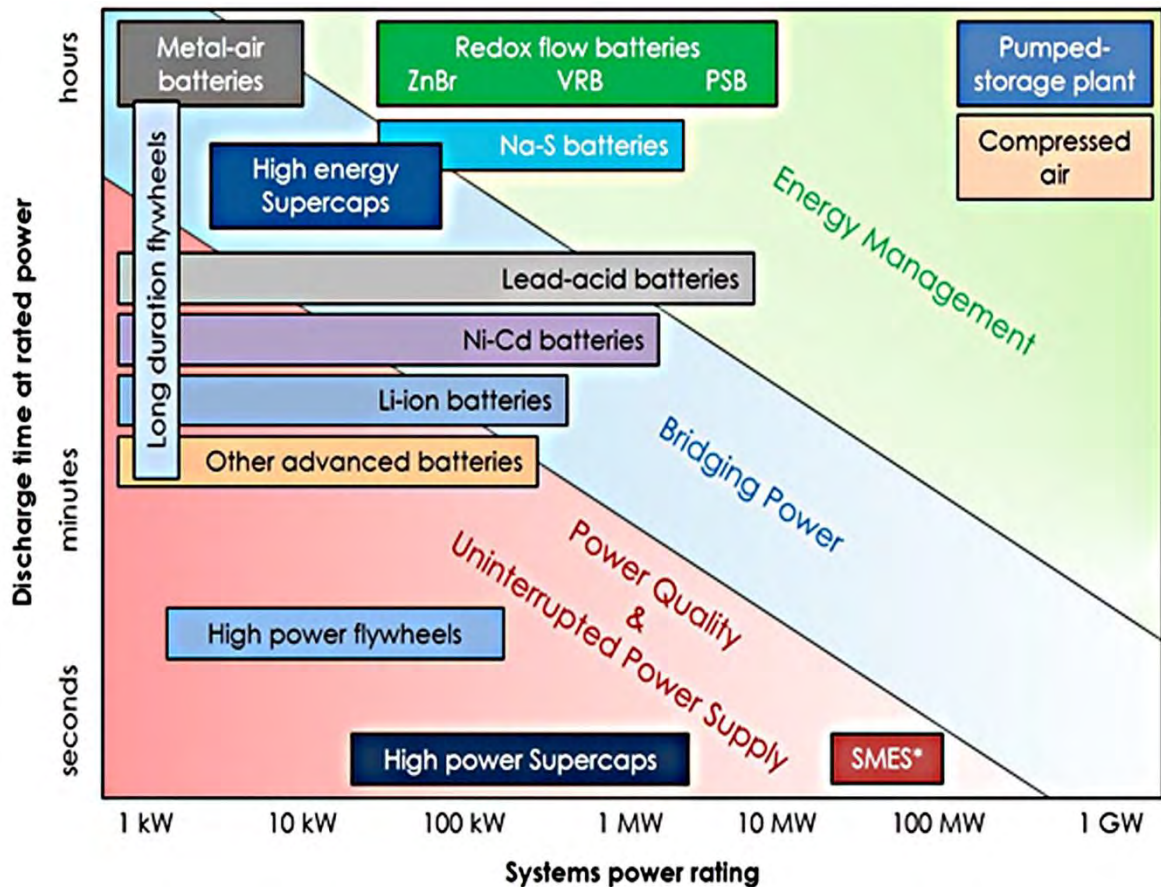 Discharge time at rated power
hours
minutes
seconds
Metal-air
batteries
Redox flow batteries
ZnBr VRB PSB
Pumped-
storage plant
Na-S batteries
Compressed
air
High energy
Supercaps
Long duration flywheels
Lead-acid batteries
Ni-Cd batteries
Li-ion batteries
Other advanced batteries
Energy Management
Bridging Power
Power Quality
&
Uninterrupted Power Supply
High power flywheels
High power Supercaps
SMES*
1 kW 10 kW 100 kW 1 MW 10 MW 100 MW 1 GW
Systems power rating